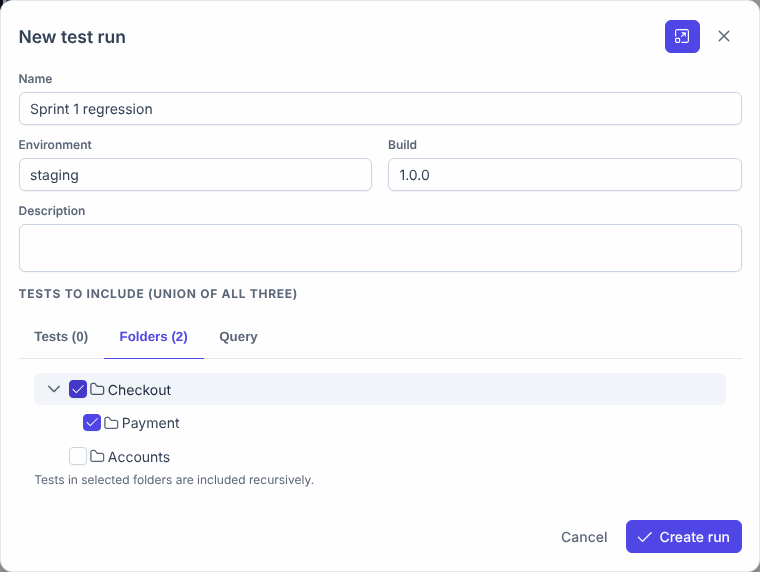 New test run
Name
Sprint 1 regression
Environment
Build
staging
1.0.0
Description
TESTS TO INCLUDE (UNION OF ALL THREE)
Tests (0)
Folders (2)
Query
Checkout
Payment
Accounts
Tests in selected folders are included recursively.
Cancel
Create run